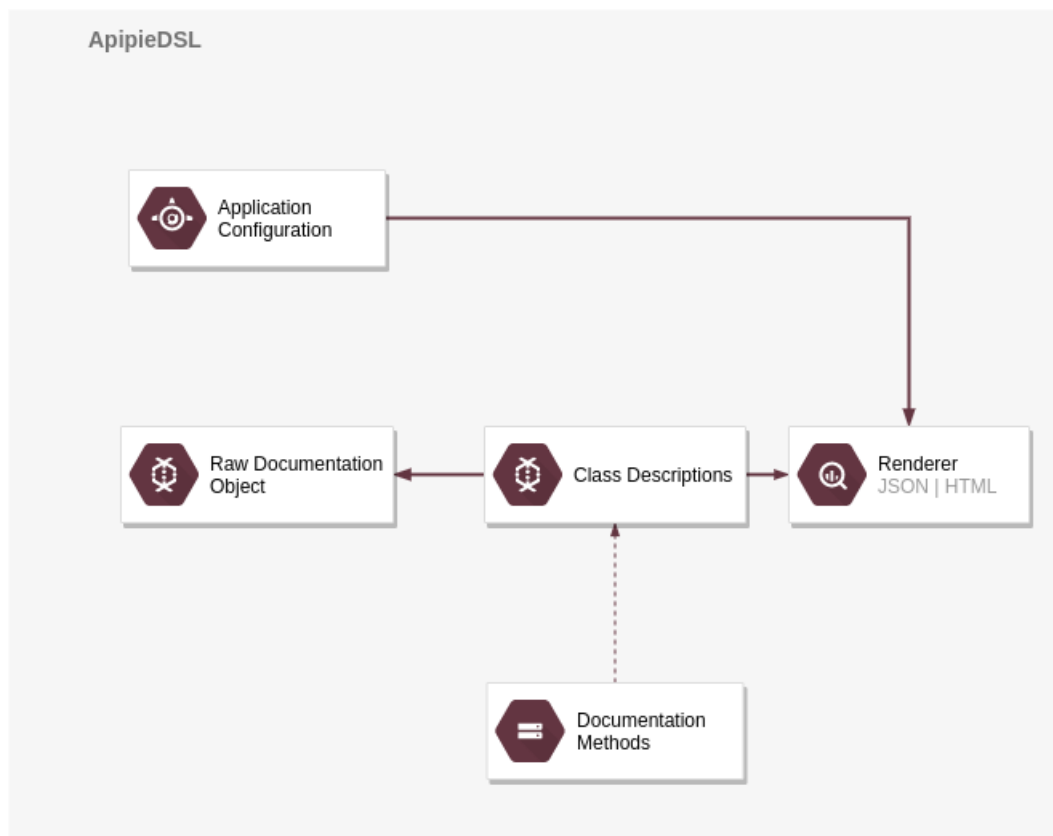 ApipieDSL
Application
Configuration
Raw Documentation
Object
Class Descriptions
Renderer
JSON | HTML
Documentation
Methods